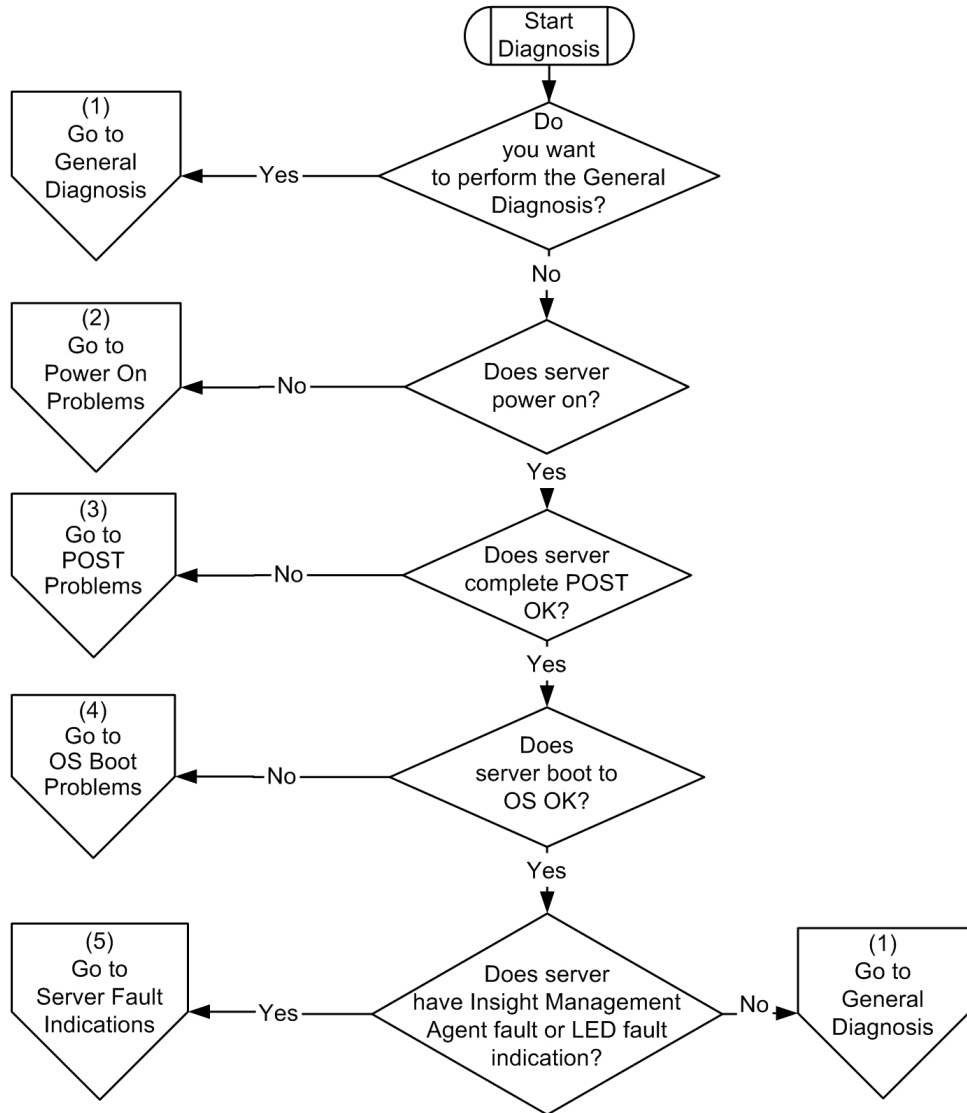 Start
Diagnosis
(1)
Go to
General
Diagnosis
Yes
Do
you want
to perform the General
Diagnosis?
No
(2)
Go to
Power On
Problems
No
Does server
power on?
Yes
(3)
Go to
POST
Problems
No
Does server
complete POST
OK?
Yes
(4)
Go to
OS Boot
Problems
No
Does
server boot to
OS OK?
Yes
(5)
Go to
Server Fault
Indications
Yes
Does server
have Insight Management
Agent fault or LED fault
indication?
No
(1)
Go to
General
Diagnosis